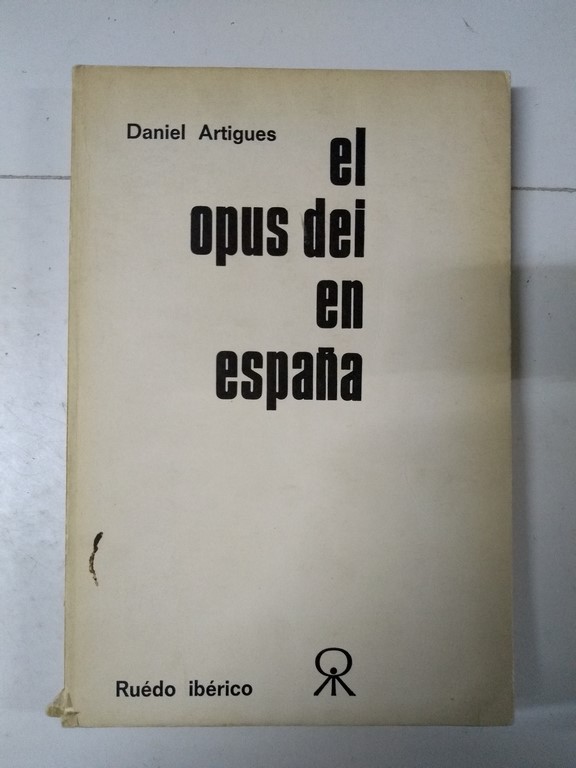 Daniel Artigues
el
opus dei
en
españa
Ruédo ibérico